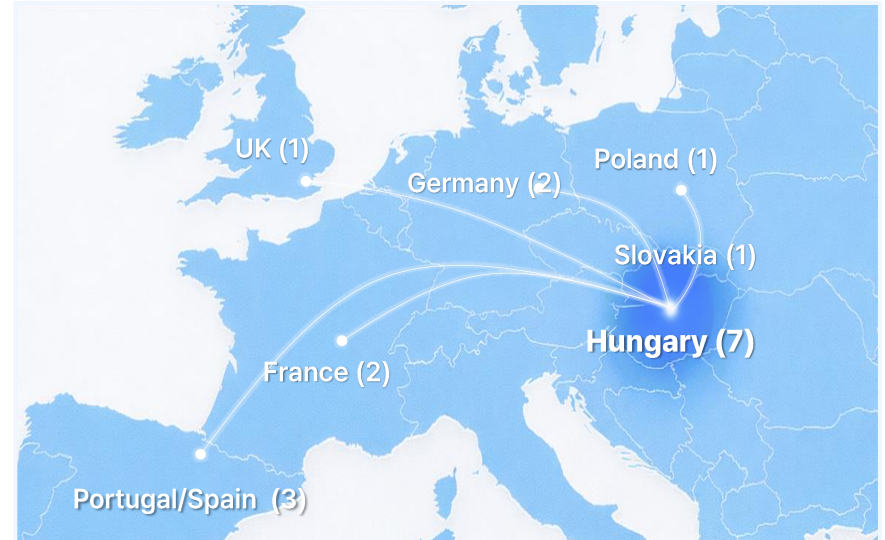 UK (1)
Germany (2)
Poland (1)
Slovakia (1)
Hungary (7)
France (2)
Portugal/Spain (3)